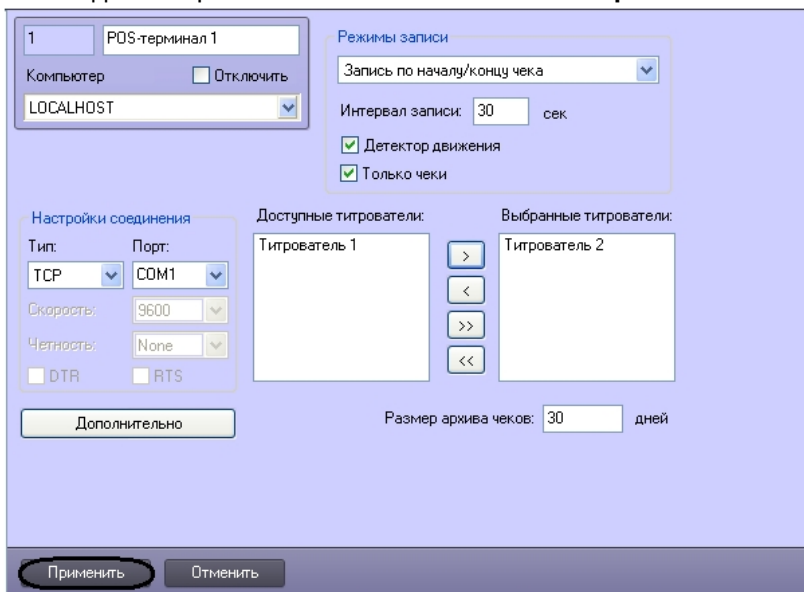 1 POS-терминал 1
Компьютер Отключить
LOCALHOST
Режимы записи
Запись по началу/концу чека
Интервал записи: 30 сек
Детектор движения
Только чеки
Настройки соединения
Тип: Порт:
TCP COM1
Скорость: 9600
Четность: None
DTR RTS
Дополнительно
Доступные титрователи:
Титрователь 1
>
<
>>
<<
Выбранные титрователи:
Титрователь 2
Размер архива чеков: 30 дней
Применить Отменить